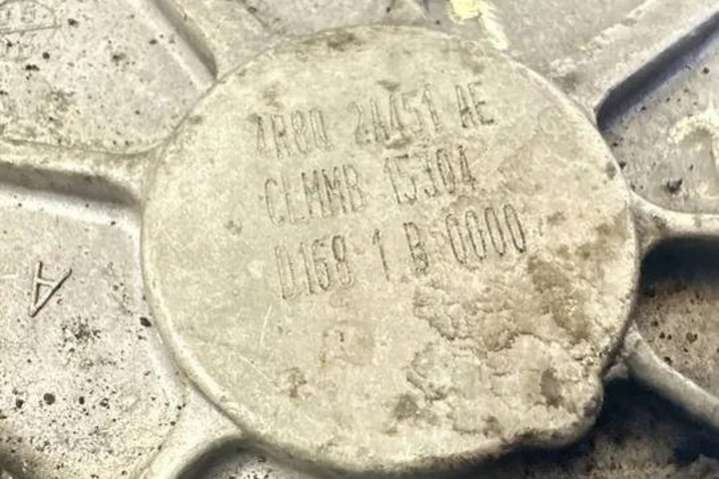 4R8Q 2A451 AE
CLMMB 15304
D168 1 B 0000
A